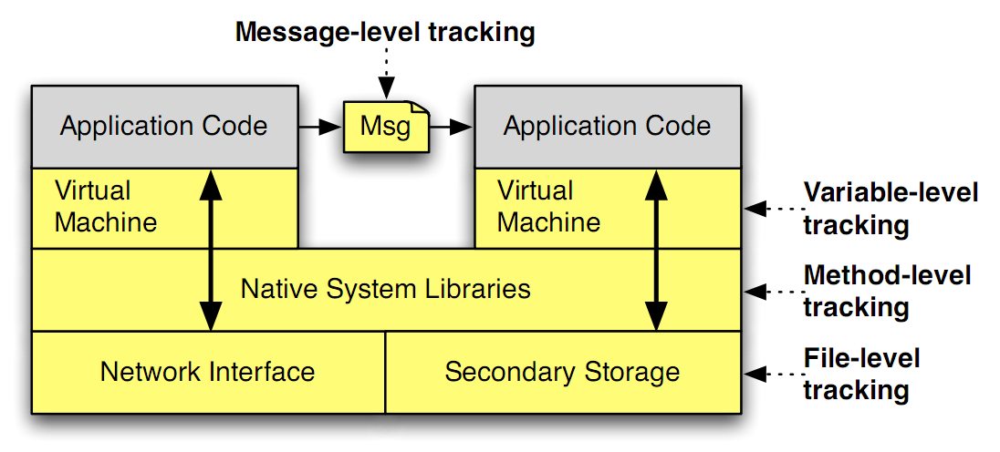 Message-level tracking
Application Code
Msg
Application Code
Virtual
Machine
Virtual
Machine
Variable-level
tracking
Native System Libraries
Method-level
tracking
Network Interface
Secondary Storage
File-level
tracking